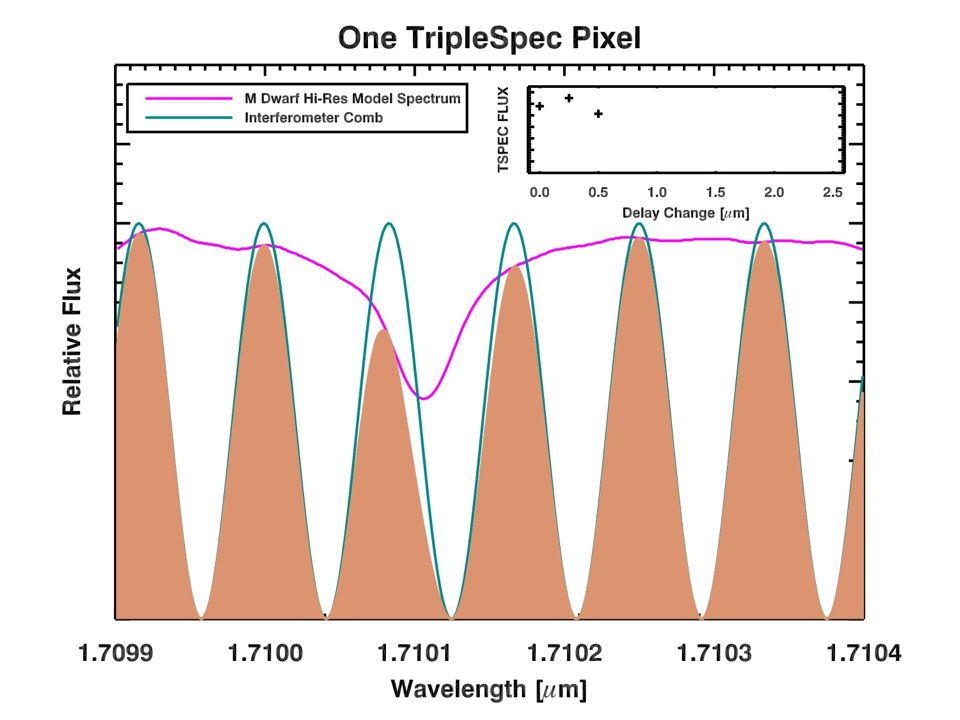 One TripleSpec Pixel
M Dwarf Hi-Res Model Spectrum
Interferometer Comb
TSPEC FLUX
0.0 0.5 1.0 1.5 2.0 2.5
Delay Change [μm]
Relative Flux
1.7099 1.7100 1.7101 1.7102 1.7103 1.7104
Wavelength [μm]